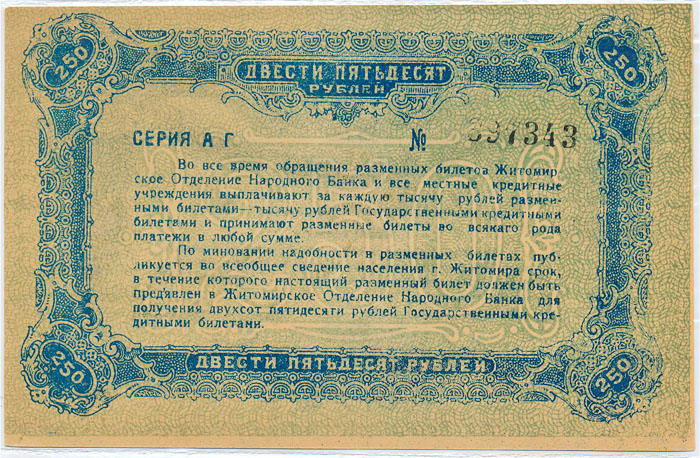 250 250
ДВЕСТИ ПЯТЬДЕСЯТ
РУБЛЕЙ
СЕРИЯ А Г № 397343
Во все время обращения разменных билетов Житомир-
ское Отделение Народного Банка и все местные кредитные
учреждения выплачивают за каждую тысячу рублей размен-
ными билетами—тысячу рублей Государственными кредитными
билетами и принимают разменные билеты во всякаго рода
платежи в любой сумме.
По миновании надобности в разменных билетах пуб-
ликуется во всеобщее сведение населения г. Житомира срок,
в течение которого настоящий разменный билет должен быть
пред'явлен в Житомирское Отделение Народного Банка для
получения двухсот пятидесяти рублей Государственными кре-
дитными билетами.
250 250
ДВЕСТИ ПЯТЬДЕСЯТ РУБЛЕЙ